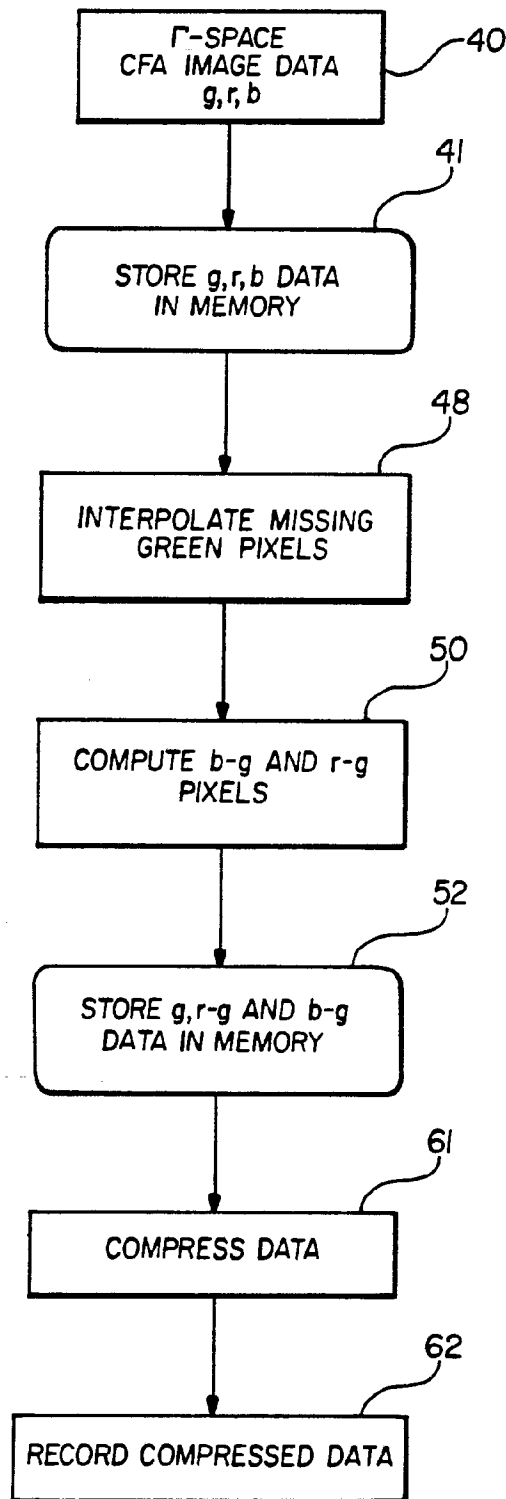 Γ-SPACE
40
CFA IMAGE DATA
g,r,b
41
STORE g,r,b DATA
IN MEMORY
48
INTERPOLATE MISSING
GREEN PIXELS
50
COMPUTE b-g AND r-g
PIXELS
52
STORE g,r-g AND b-g
DATA IN MEMORY
61
COMPRESS DATA
62
RECORD COMPRESSED DATA